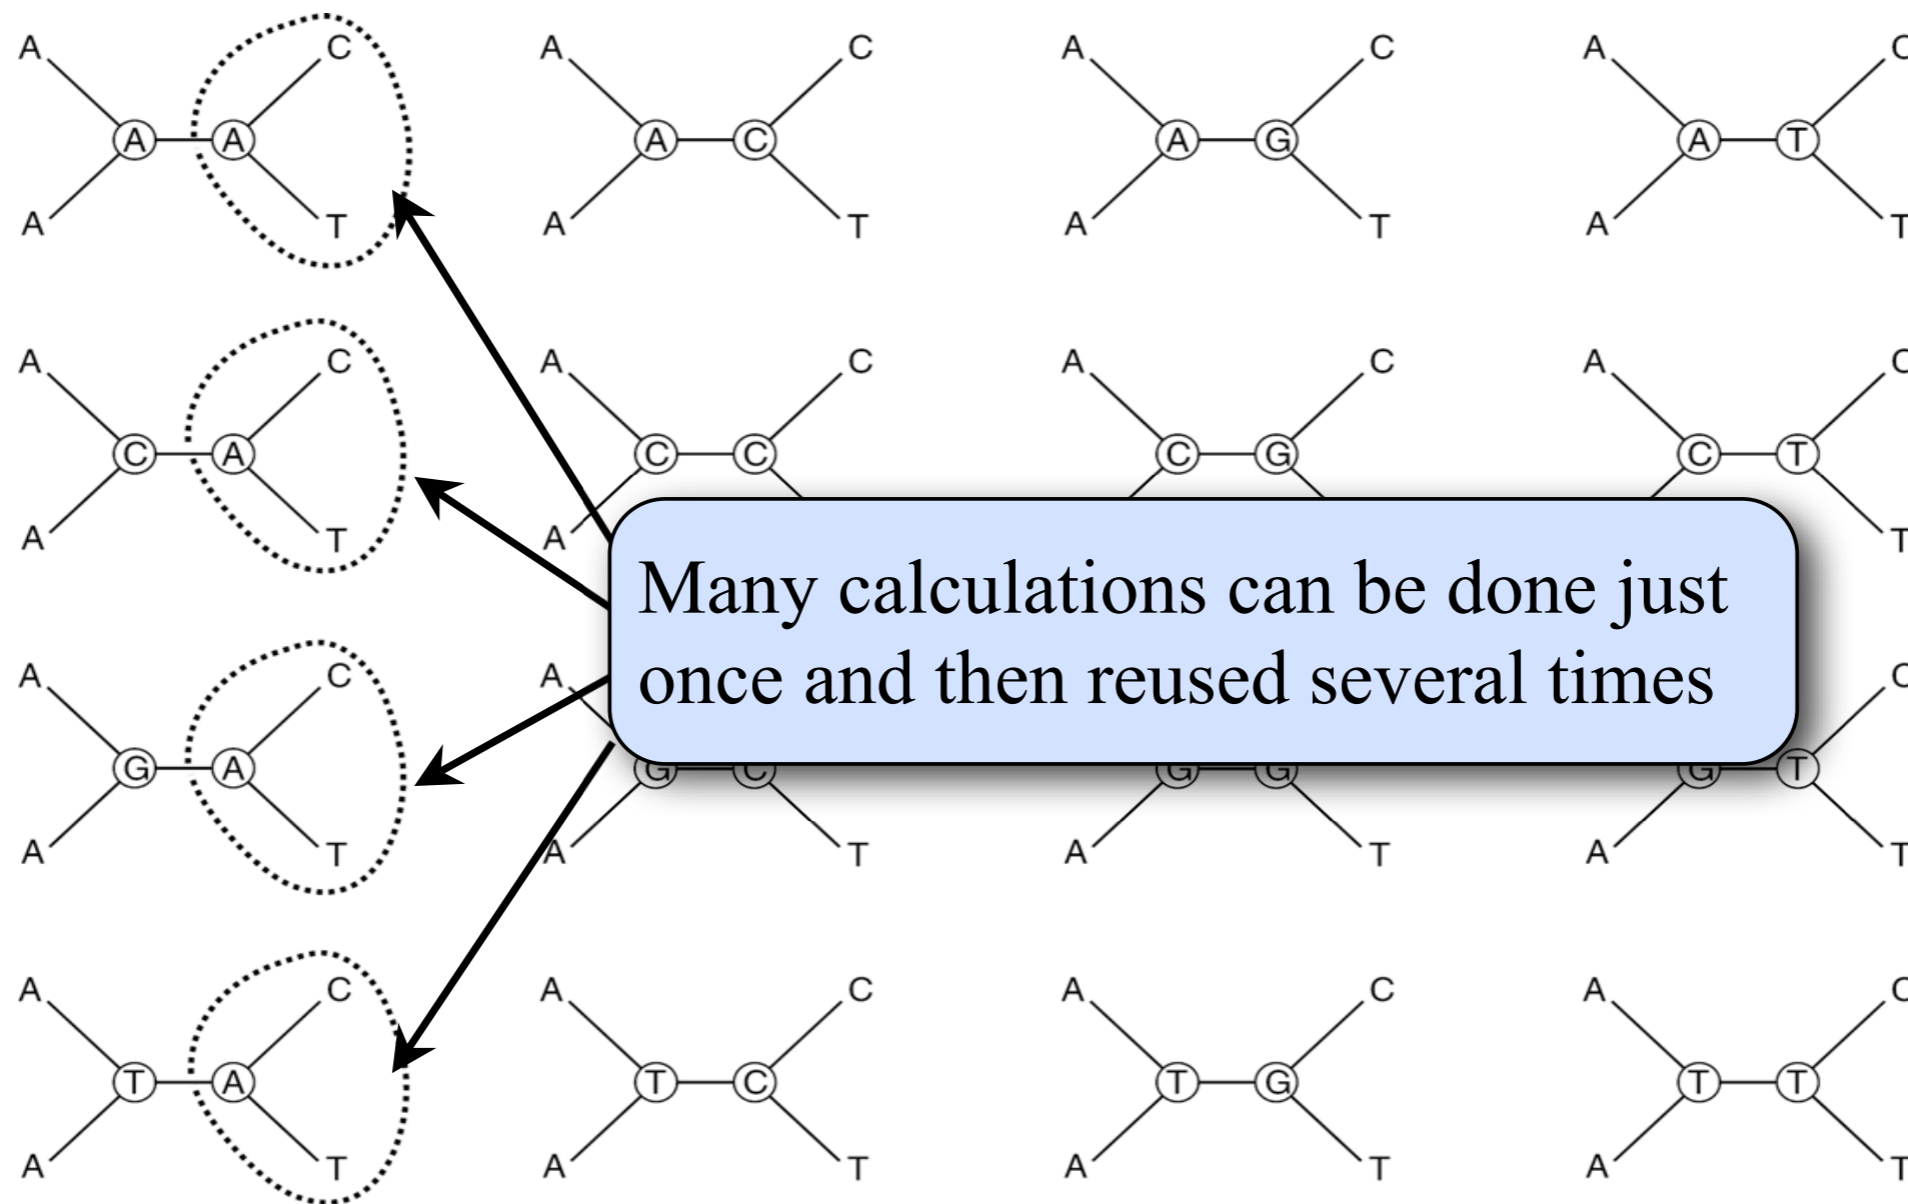 A C A C A C A C
A A A C A G A T
A T A T A T A T
A C A C A C A C
C A C C C G C T
A T A T
Many calculations can be done just
once and then reused several times
A C A C
G A G C G G G T
A T A T A T A T
A C A C A C A C
T A T C T G T T
A T A T A T A T